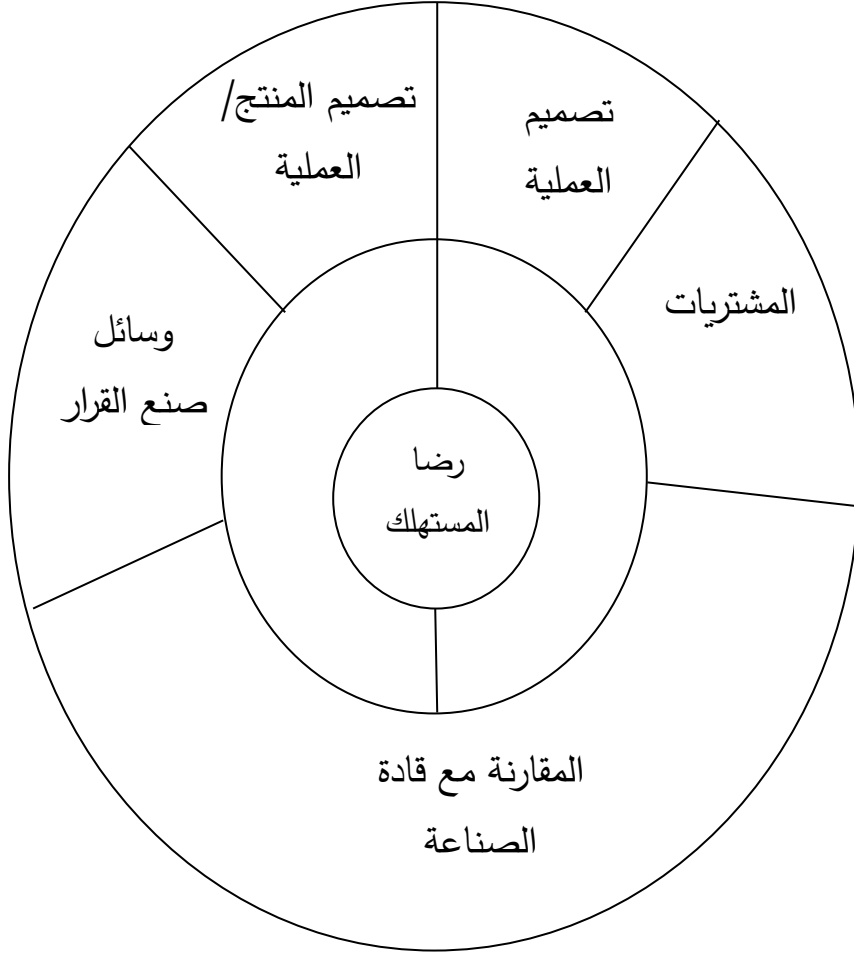 تصميم المنتج/
العملية
تصميم
العملية
المشتريات
وسائل
صنع القرار
رضا
المستهلك
المقارنة مع قادة
الصناعة